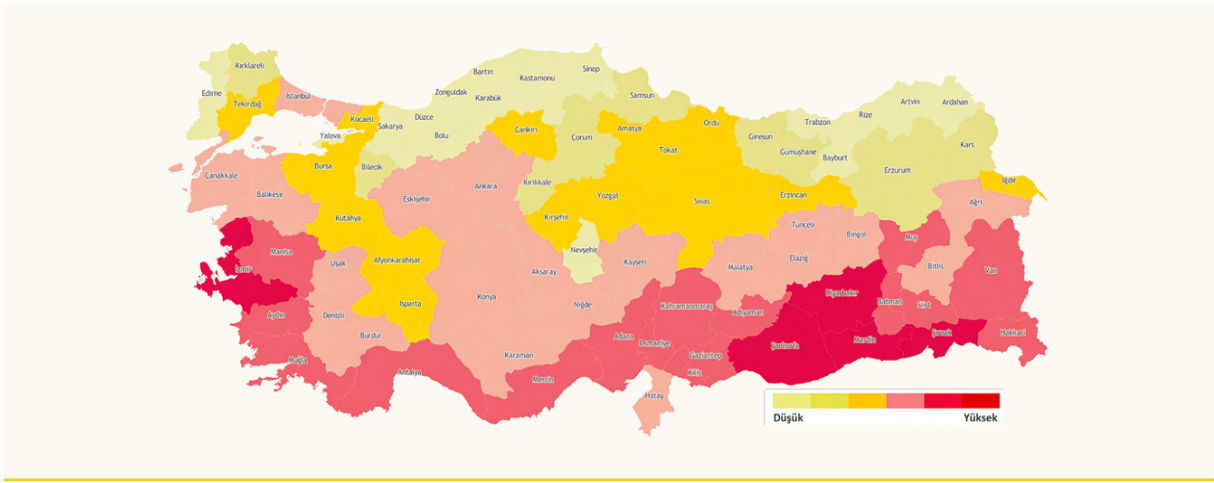 Kırklareli
Edirne
Tekirdağ
İstanbul
Kocaeli
Yalova
Sakarya
Düzce
Bolu
Zonguldak
Bartın
Karabük
Kastamonu
Sinop
Samsun
Çankırı
Çorum
Amasya
Tokat
Ordu
Giresun
Gümüşhane
Trabzon
Bayburt
Rize
Artvin
Ardahan
Kars
Erzurum
Iğdır
Ağrı
Çanakkale
Balıkesir
Bursa
Bilecik
Kütahya
Eskişehir
Ankara
Kırıkkale
Kırşehir
Yozgat
Sivas
Erzincan
Tunceli
Bingöl
Muş
Bitlis
Van
Manisa
İzmir
Uşak
Afyonkarahisar
Isparta
Konya
Aksaray
Nevşehir
Kayseri
Malatya
Elazığ
Diyarbakır
Batman
Siirt
Aydın
Denizli
Burdur
Muğla
Antalya
Karaman
Niğde
Mersin
Adana
Osmaniye
Kahramanmaraş
Adıyaman
Gaziantep
Kilis
Hatay
Şanlıurfa
Mardin
Şırnak
Hakkari
Düşük
Yüksek